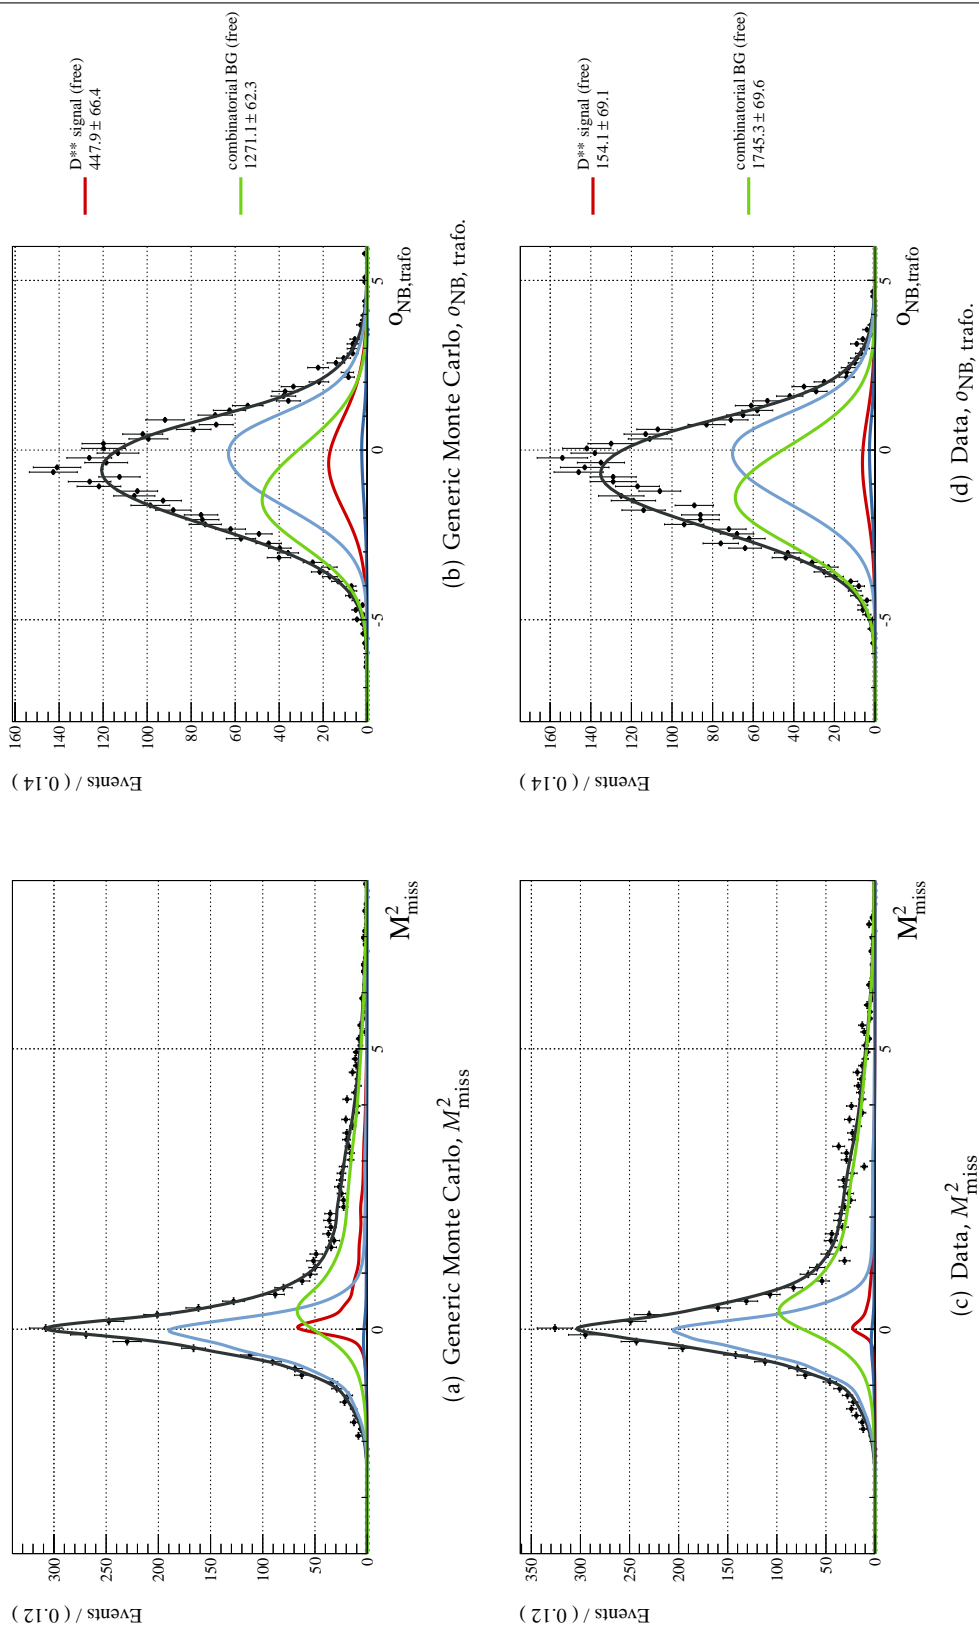 Events / ( 0.12 )
300
250
200
150
100
50
0
0
5
M²miss
(a) Generic Monte Carlo, M²miss
Events / ( 0.14 )
160
140
120
100
80
60
40
20
0
-5
0
5
oNB,trafo
D** signal (free)
447.9 ± 66.4
combinatorial BG (free)
1271.1 ± 62.3
(b) Generic Monte Carlo, oNB, trafo.
Events / ( 0.12 )
350
300
250
200
150
100
50
0
0
5
M²miss
(c) Data, M²miss
Events / ( 0.14 )
160
140
120
100
80
60
40
20
0
-5
0
5
oNB,trafo
D** signal (free)
154.1 ± 69.1
combinatorial BG (free)
1745.3 ± 69.6
(d) Data, oNB, trafo.